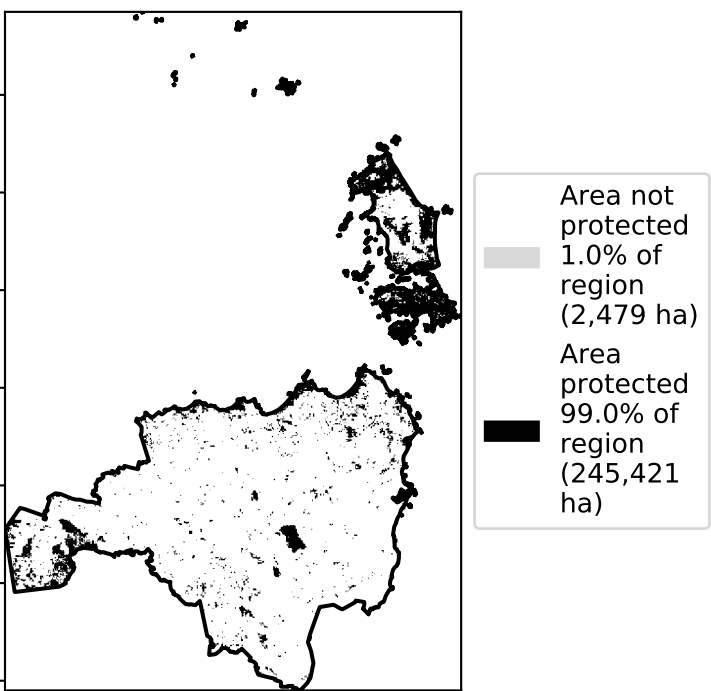 Area not
protected
1.0% of
region
(2,479 ha)
Area
protected
99.0% of
region
(245,421
ha)